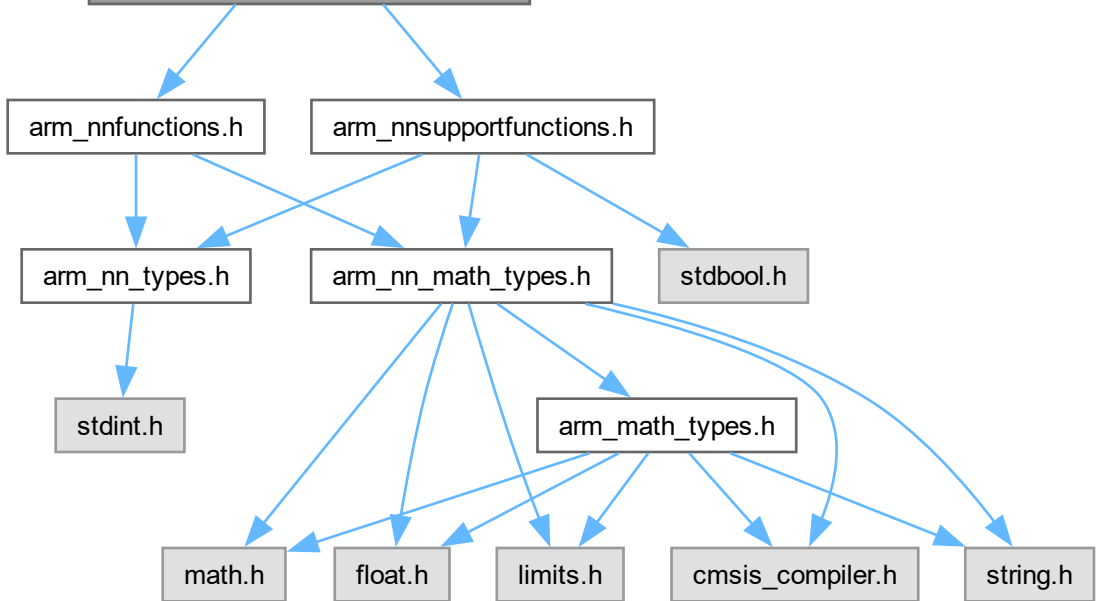 arm_nnfunctions.h
arm_nnsupportfunctions.h
arm_nn_types.h
arm_nn_math_types.h
stdbool.h
stdint.h
arm_math_types.h
math.h
float.h
limits.h
cmsis_compiler.h
string.h